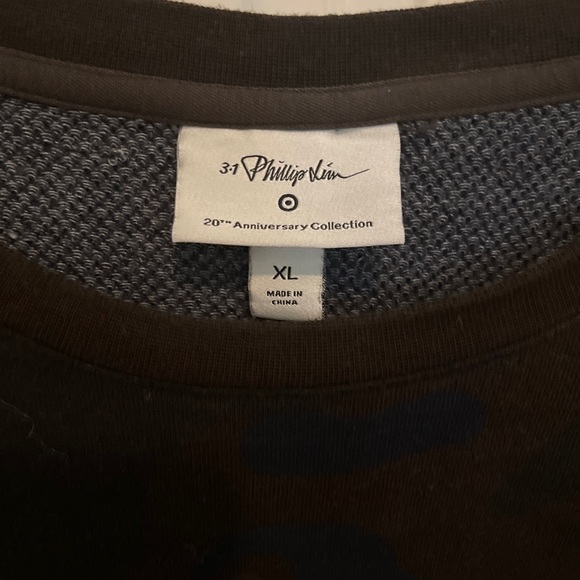 3.1 Phillip Lim
20TH Anniversary Collection
XL
MADE IN
CHINA